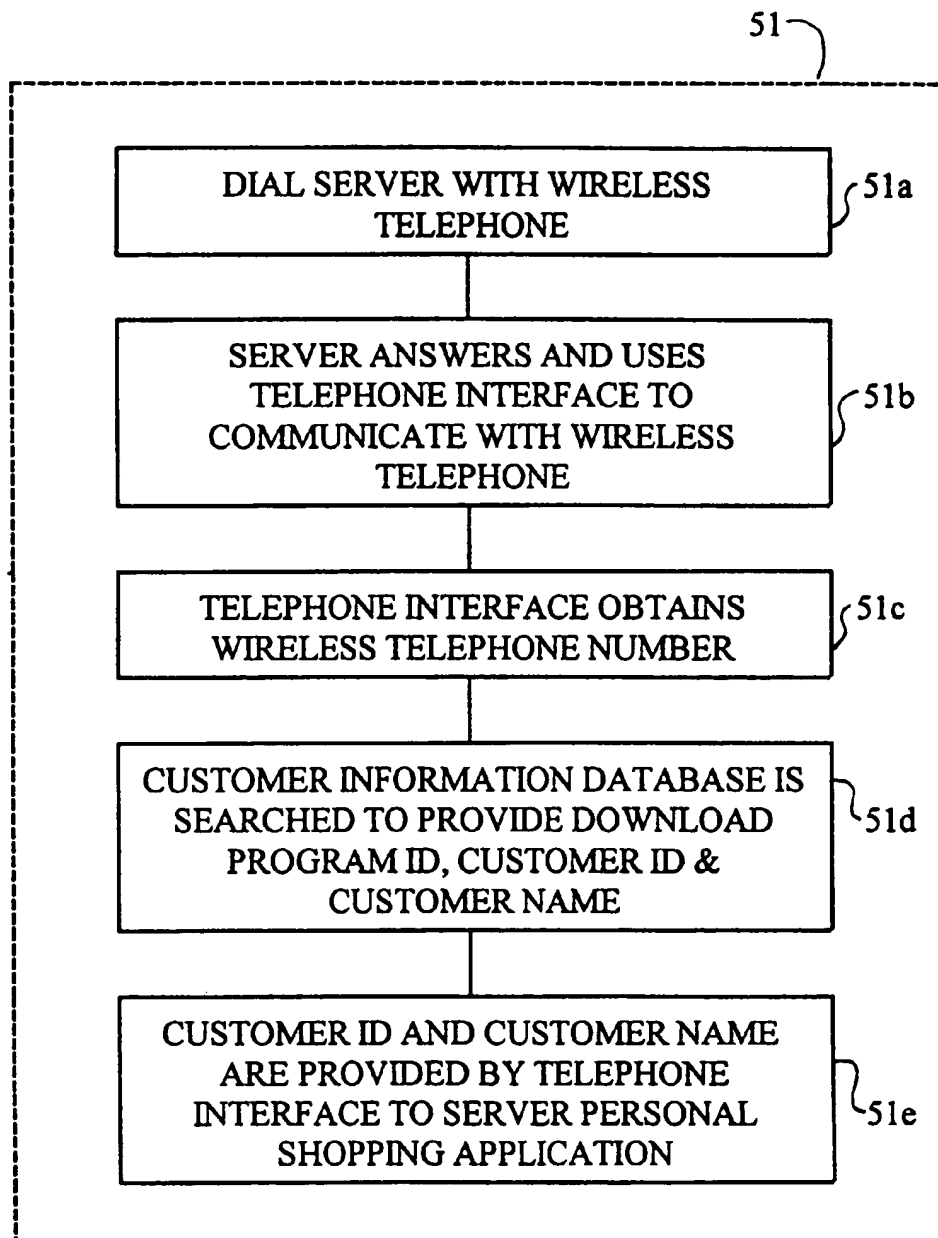 51
DIAL SERVER WITH WIRELESS
TELEPHONE
51a
SERVER ANSWERS AND USES
TELEPHONE INTERFACE TO
COMMUNICATE WITH WIRELESS
TELEPHONE
51b
TELEPHONE INTERFACE OBTAINS
WIRELESS TELEPHONE NUMBER
51c
CUSTOMER INFORMATION DATABASE IS
SEARCHED TO PROVIDE DOWNLOAD
PROGRAM ID, CUSTOMER ID &
CUSTOMER NAME
51d
CUSTOMER ID AND CUSTOMER NAME
ARE PROVIDED BY TELEPHONE
INTERFACE TO SERVER PERSONAL
SHOPPING APPLICATION
51e